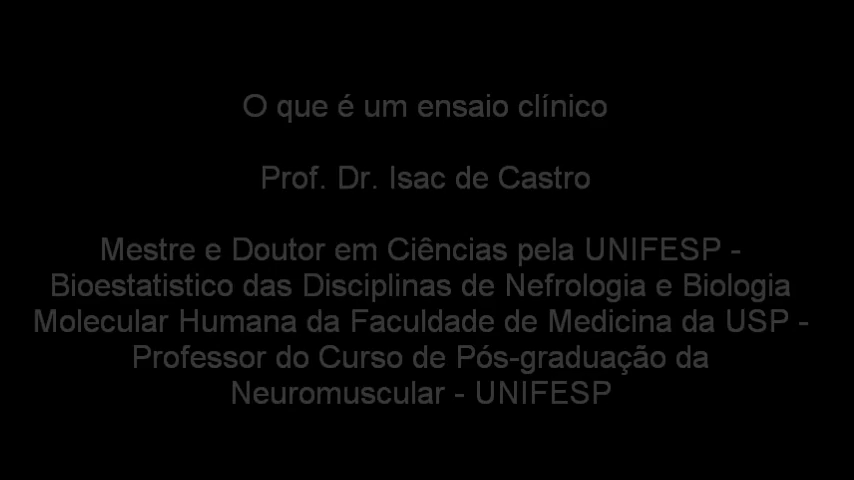 O que é um ensaio clínico
Prof. Dr. Isac de Castro
Mestre e Doutor em Ciências pela UNIFESP -
Bioestatistico das Disciplinas de Nefrologia e Biologia
Molecular Humana da Faculdade de Medicina da USP -
Professor do Curso de Pós-graduação da
Neuromuscular - UNIFESP